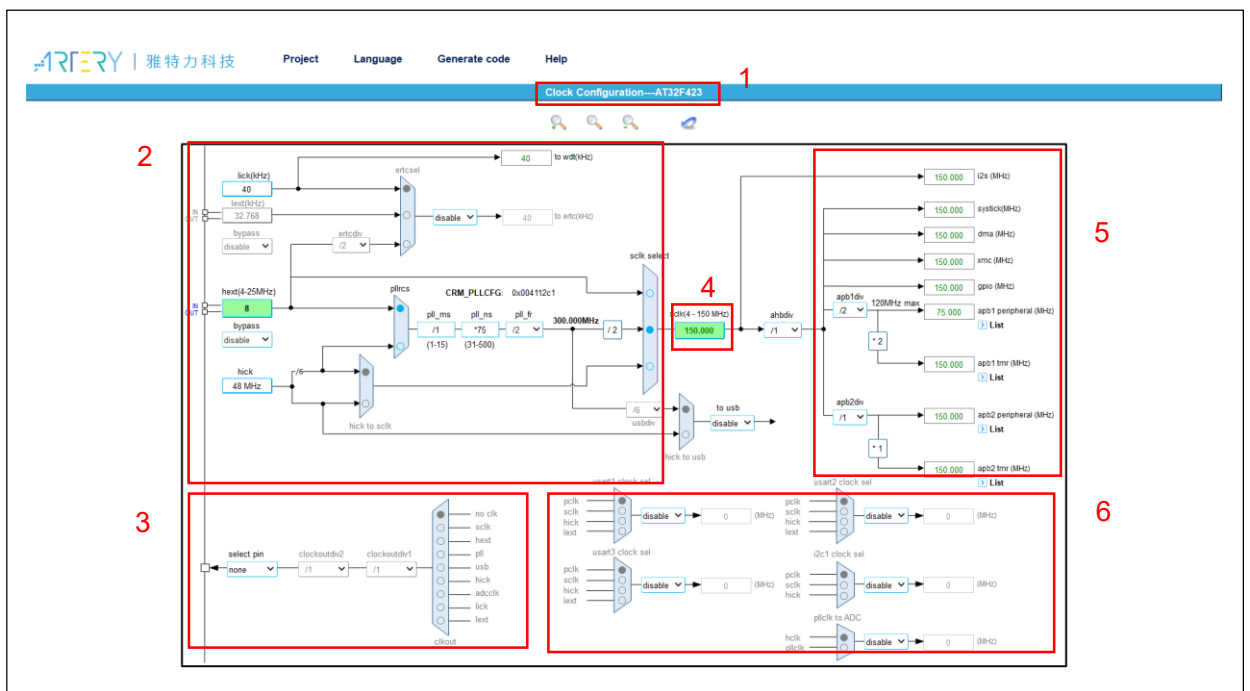 ARTERY | 雅特力科技
Project Language Generate code Help
1
Clock Configuration---AT32F423
2
40 to wdt(kHz)
lick(kHz)
40
ertcsel
lext(kHz)
IN
OUT
32.768
disable
40 to ertc(kHz)
bypass
disable
ertcdiv
/2
hext(4-25MHz)
IN
OUT
8
bypass
disable
pllrcs
CRM_PLLCFG: 0x004112c1
pll_ms pll_ns pll_fr
/1 *75 /2
(1-15) (31-500)
300.000MHz
/ 2
sclk select
hick
48 MHz
/6
hick to sclk
/6
usbdiv
to usb
disable
hick to usb
4
sclk(4 - 150 MHz)
150.000
ahbdiv
/1
5
150.000 i2s (MHz)
150.000 systick(MHz)
150.000 dma (MHz)
150.000 xmc (MHz)
150.000 gpio (MHz)
apb1div
/2
120MHz max
75.000 apb1 peripheral (MHz)
List
* 2
150.000 apb1 tmr (MHz)
List
apb2div
/1
150.000 apb2 peripheral (MHz)
List
* 1
150.000 apb2 tmr (MHz)
List
3
select pin
none
clockoutdiv2
/1
clockoutdiv1
/1
no clk
sclk
hext
pll
usb
hick
adcclk
lick
lext
clkout
6
usart1 clock sel
pclk
sclk
hick
lext
disable 0 (MHz)
usart2 clock sel
pclk
sclk
hick
lext
disable 0 (MHz)
usart3 clock sel
pclk
sclk
hick
lext
disable 0 (MHz)
i2c1 clock sel
pclk
sclk
hick
disable 0 (MHz)
pllclk to ADC
hclk
pllclk
disable 0 (MHz)